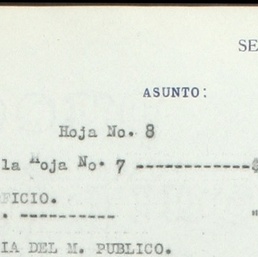 SE
ASUNTO:
Hoja No. 8
la Hoja No. 7 ------------$
FICIO.
. ---------- "
IA DEL M. PUBLICO.